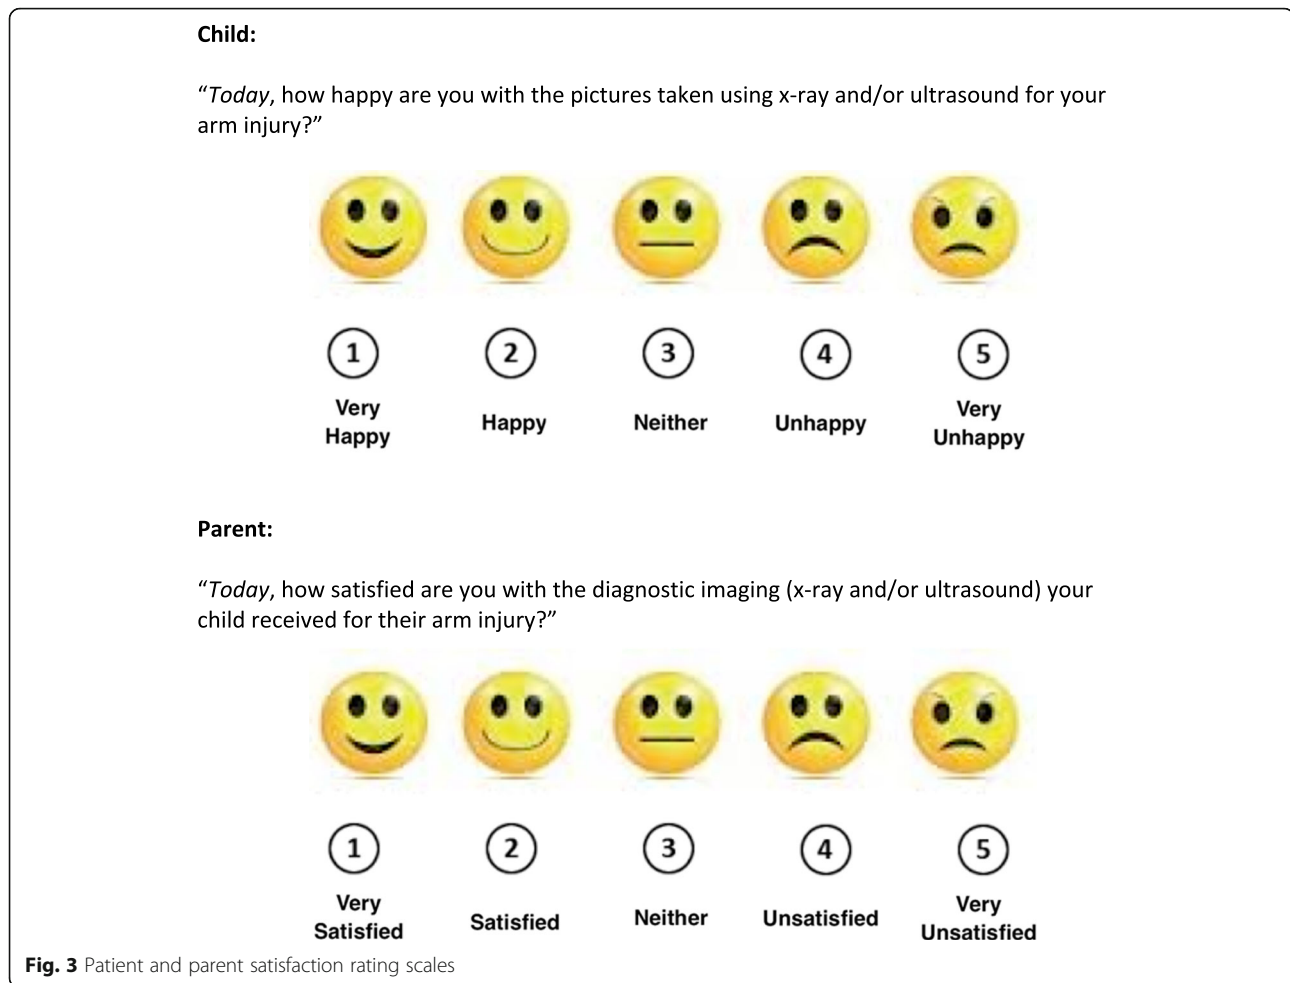 Child:
“Today, how happy are you with the pictures taken using x-ray and/or ultrasound for your
arm injury?”
1 2 3 4 5
Very Happy Happy Neither Unhappy Very Unhappy
Parent:
“Today, how satisfied are you with the diagnostic imaging (x-ray and/or ultrasound) your
child received for their arm injury?”
1 2 3 4 5
Very Satisfied Satisfied Neither Unsatisfied Very Unsatisfied
Fig. 3 Patient and parent satisfaction rating scales